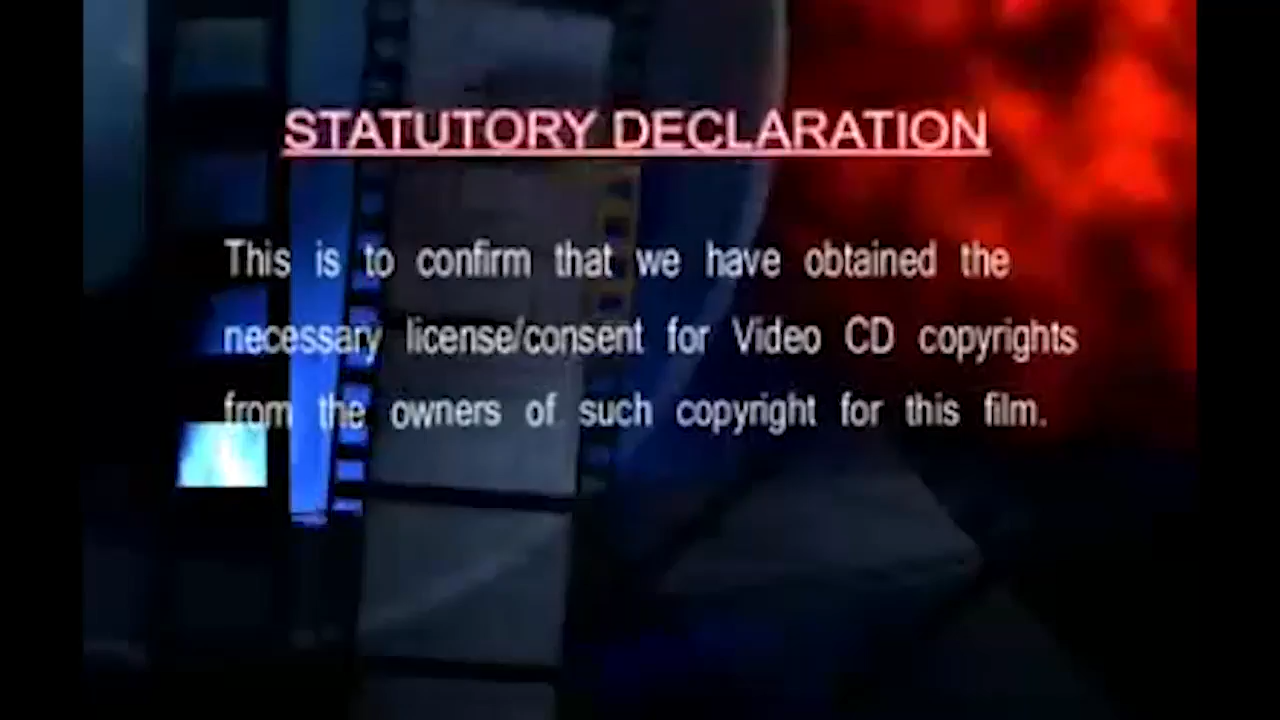 STATUTORY DECLARATION
This is to confirm that we have obtained the
necessary license/consent for Video CD copyrights
from the owners of such copyright for this film.